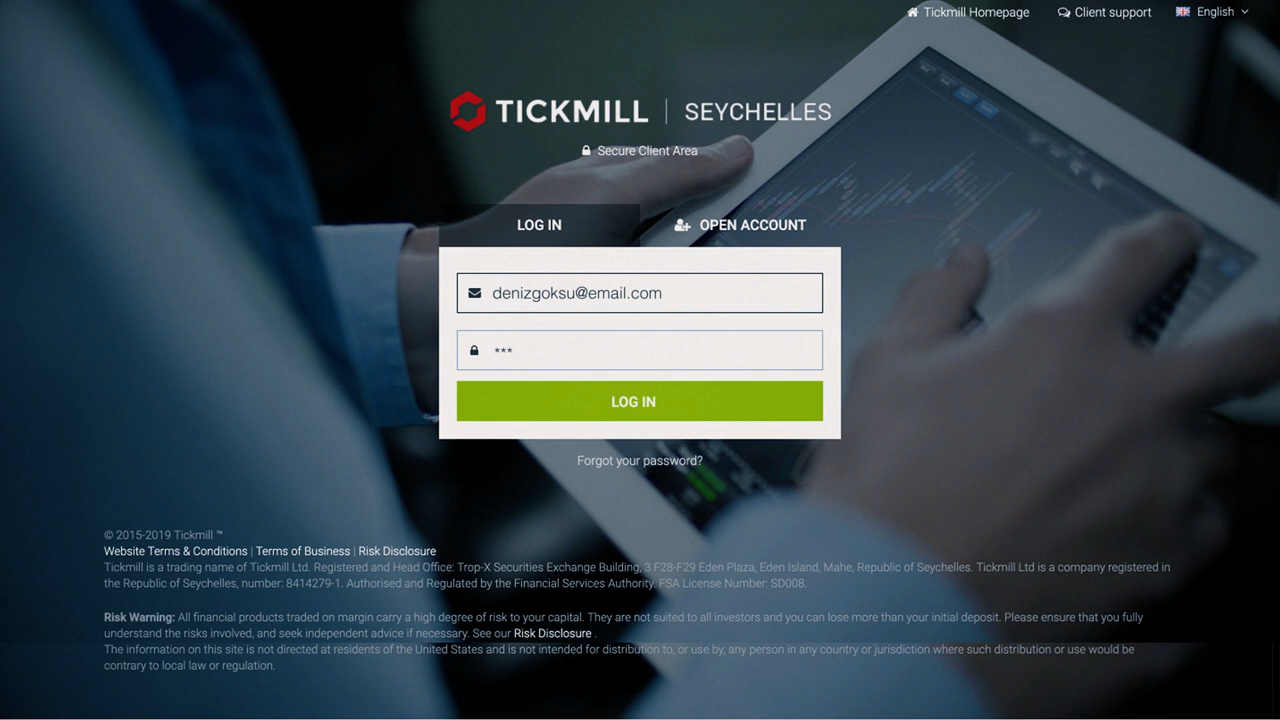 Tickmill Homepage Client support English
TICKMILL | SEYCHELLES
Secure Client Area
LOG IN OPEN ACCOUNT
denizgoksu@email.com
***
LOG IN
Forgot your password?
© 2015-2019 Tickmill ™
Website Terms & Conditions | Terms of Business | Risk Disclosure
Tickmill is a trading name of Tickmill Ltd. Registered and Head Office: Trop-X Securities Exchange Building, 3 F28-F29 Eden Plaza, Eden Island, Mahe, Republic of Seychelles. Tickmill Ltd is a company registered in
the Republic of Seychelles, number: 8414279-1. Authorised and Regulated by the Financial Services Authority. FSA License Number: SD008.
Risk Warning: All financial products traded on margin carry a high degree of risk to your capital. They are not suited to all investors and you can lose more than your initial deposit. Please ensure that you fully
understand the risks involved, and seek independent advice if necessary. See our Risk Disclosure .
The information on this site is not directed at residents of the United States and is not intended for distribution to, or use by, any person in any country or jurisdiction where such distribution or use would be
contrary to local law or regulation.